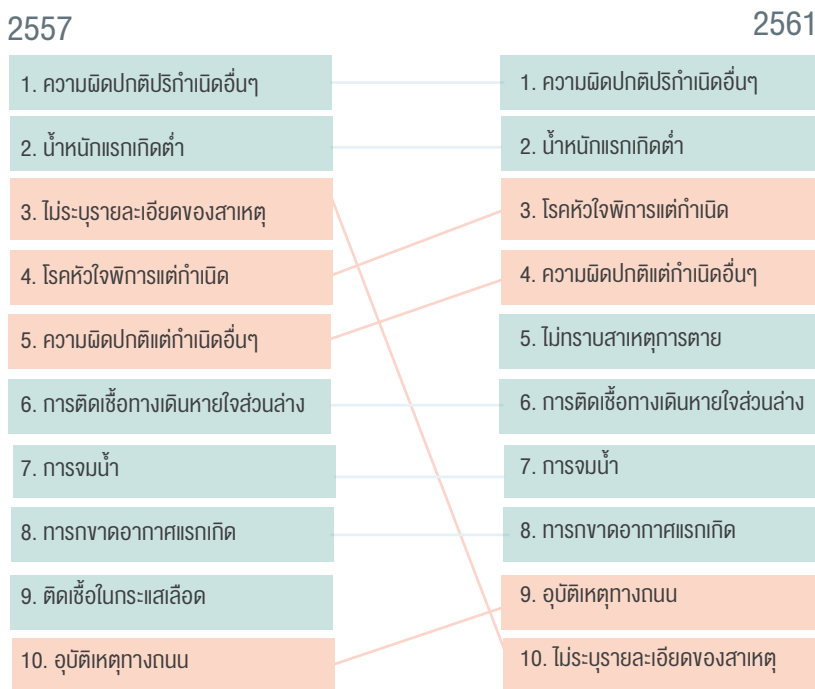 2557
1. ความผิดปกติปริกำเนิดอื่นๆ
2. น้ำหนักแรกเกิดต่ำ
3. ไม่ระบุรายละเอียดของสาเหตุ
4. โรคหัวใจพิการแต่กำเนิด
5. ความผิดปกติแต่กำเนิดอื่นๆ
6. การติดเชื้อทางเดินหายใจส่วนล่าง
7. การจมน้ำ
8. ทารกขาดอากาศแรกเกิด
9. ติดเชื้อในกระแสเลือด
10. อุบัติเหตุทางถนน
2561
1. ความผิดปกติปริกำเนิดอื่นๆ
2. น้ำหนักแรกเกิดต่ำ
3. โรคหัวใจพิการแต่กำเนิด
4. ความผิดปกติแต่กำเนิดอื่นๆ
5. ไม่ทราบสาเหตุการตาย
6. การติดเชื้อทางเดินหายใจส่วนล่าง
7. การจมน้ำ
8. ทารกขาดอากาศแรกเกิด
9. อุบัติเหตุทางถนน
10. ไม่ระบุรายละเอียดของสาเหตุ